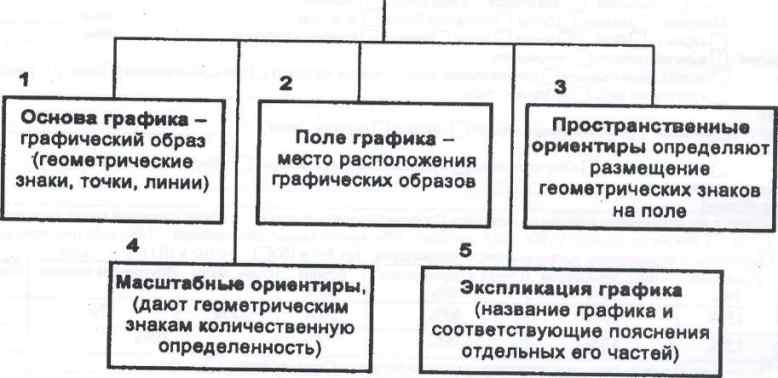 1
Основа графика –
графический образ
(геометрические
знаки, точки, линии)
2
Поле графика –
место расположения
графических образов
3
Пространственные
ориентиры определяют
размещение
геометрических знаков
на поле
4
Масштабные ориентиры,
(дают геометрическим
знакам количественную
определенность)
5
Экспликация графика
(название графика и
соответствующие пояснения
отдельных его частей)